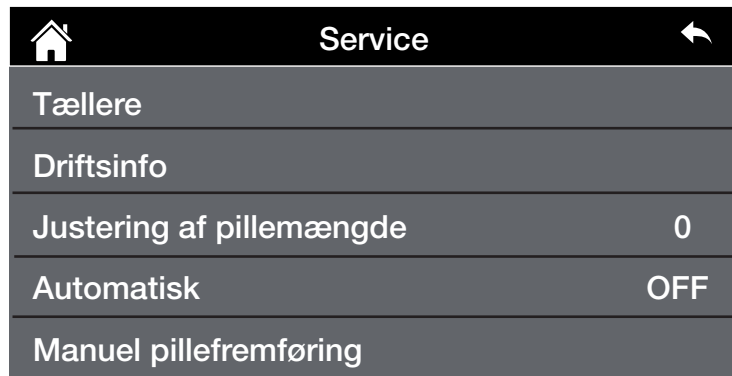 Service
Tællere
Driftsinfo
Justering af pillemængde 0
Automatisk OFF
Manuel pillefremføring